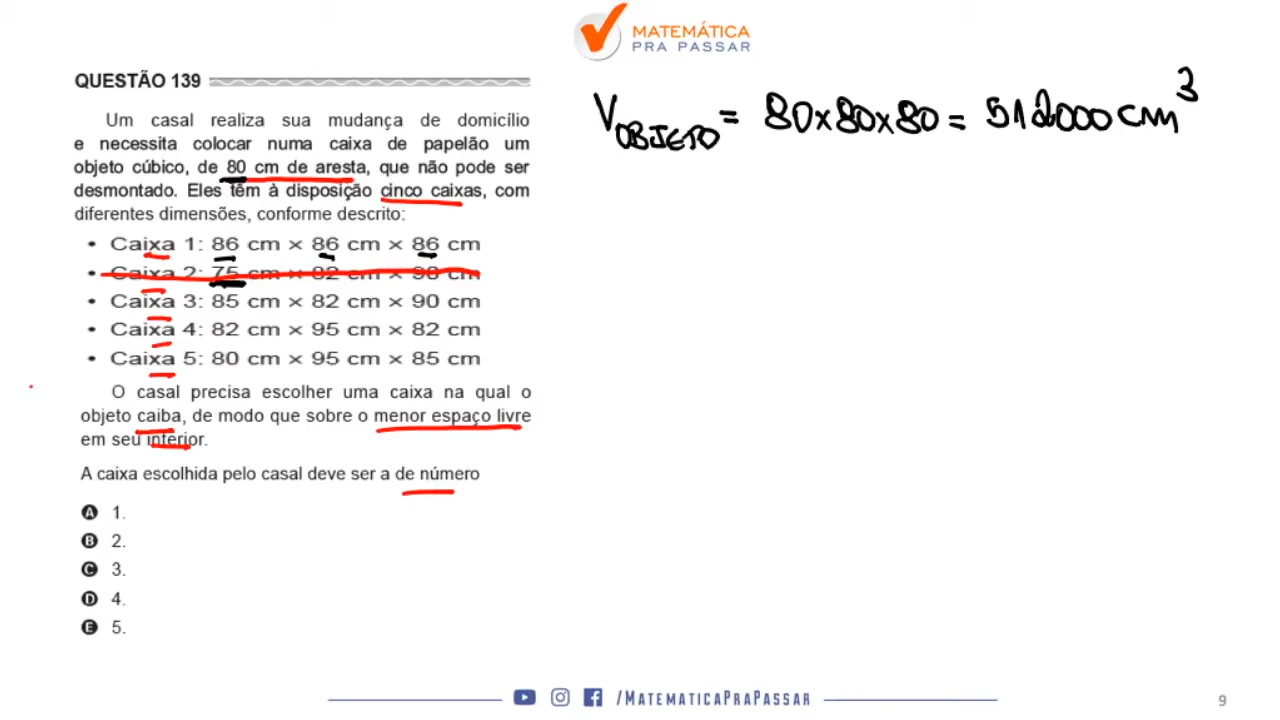 MATEMÁTICA
PRA PASSAR
QUESTÃO 139
Um casal realiza sua mudança de domicílio
e necessita colocar numa caixa de papelão um
objeto cúbico, de 80 cm de aresta, que não pode ser
desmontado. Eles têm à disposição cinco caixas, com
diferentes dimensões, conforme descrito:
• Caixa 1: 86 cm × 86 cm × 86 cm
• Caixa 2: 75 cm × 82 cm × 90 cm
• Caixa 3: 85 cm × 82 cm × 90 cm
• Caixa 4: 82 cm × 95 cm × 82 cm
• Caixa 5: 80 cm × 95 cm × 85 cm
O casal precisa escolher uma caixa na qual o
objeto caiba, de modo que sobre o menor espaço livre
em seu interior.
A caixa escolhida pelo casal deve ser a de número
A 1.
B 2.
C 3.
D 4.
E 5.
V OBJETO = 80x80x80 = 512000 cm³
/MATEMATICAPRAPASSAR
9